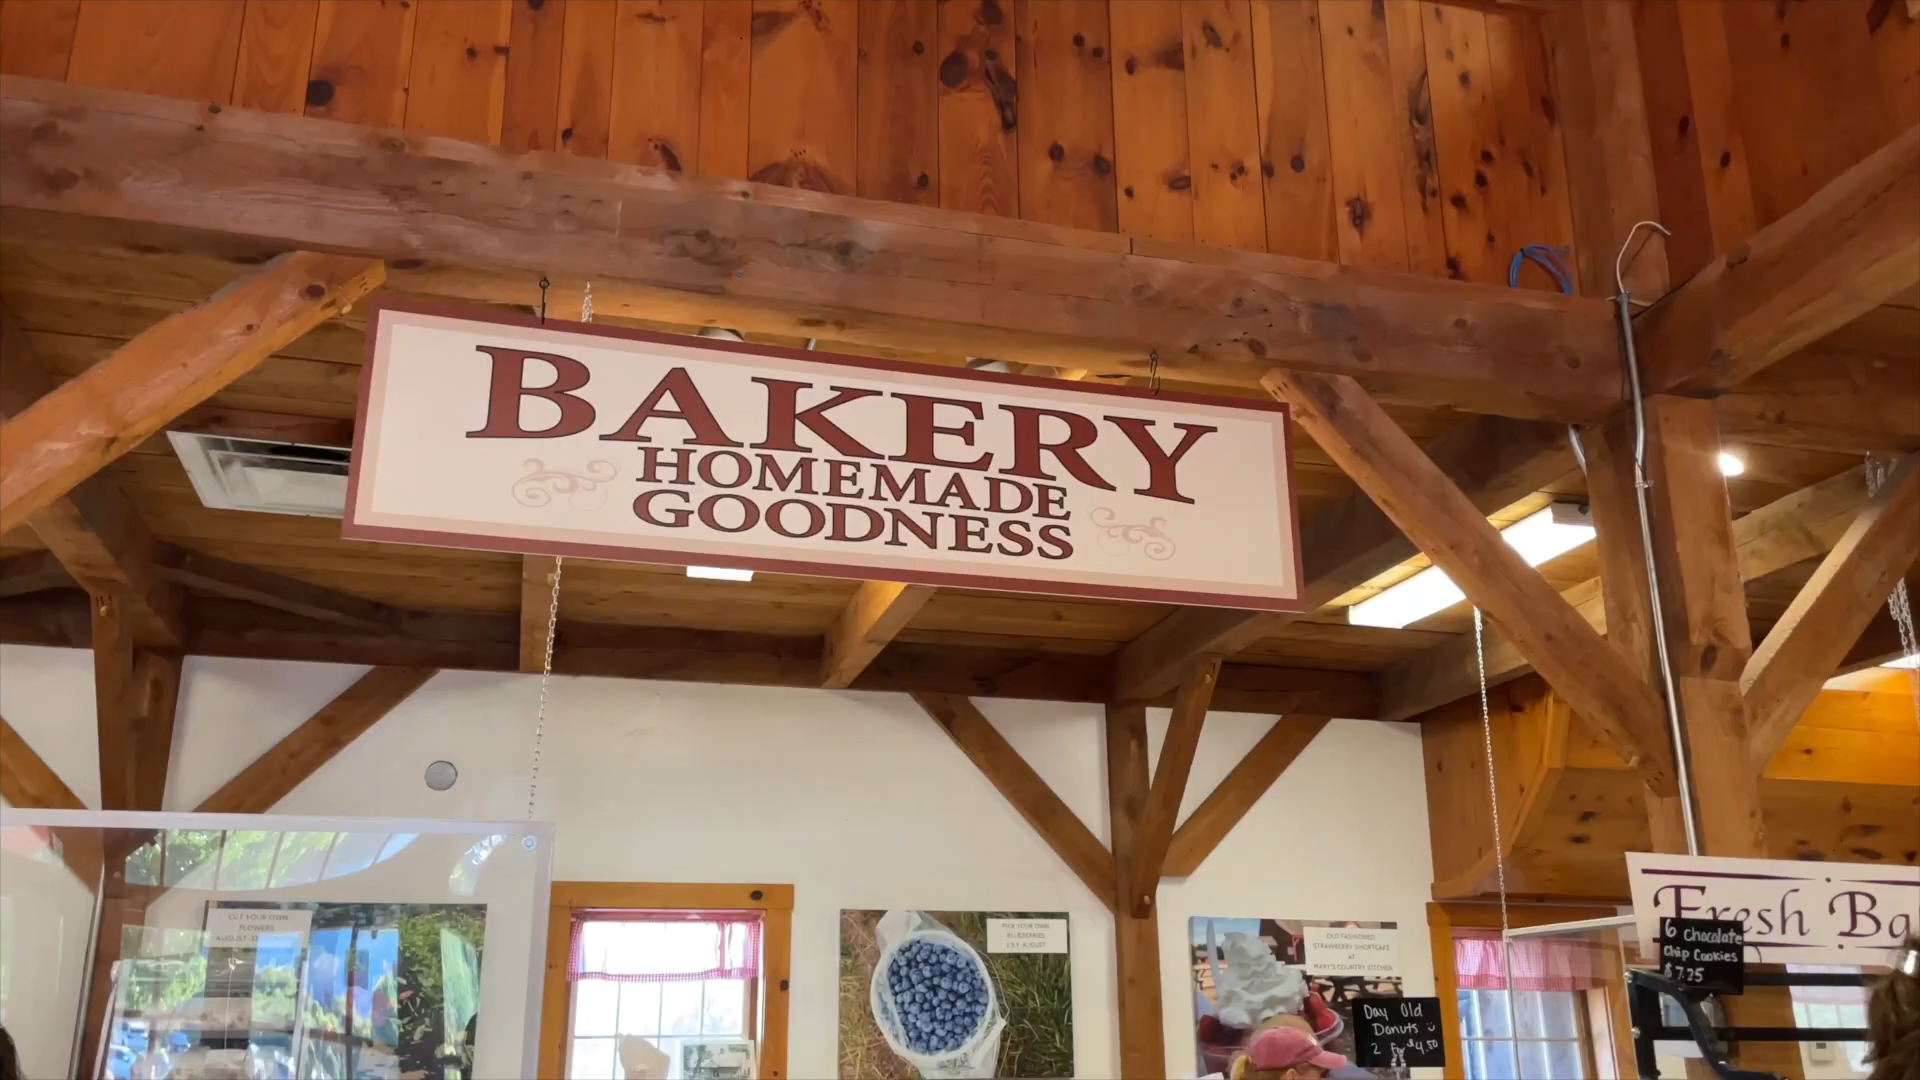 BAKERY
HOMEMADE
GOODNESS
CUT YOUR OWN
FLOWERS
PICK YOUR OWN
BLUEBERRIES
JULY-AUGUST
OLD FASHIONED
STRAWBERRY SHORTCAKE
AT
MARY'S COUNTRY KITCHEN
Fresh Ba
6 Chocolate
Chip Cookies
$7.25
Day Old
Donuts
2 For $4.50